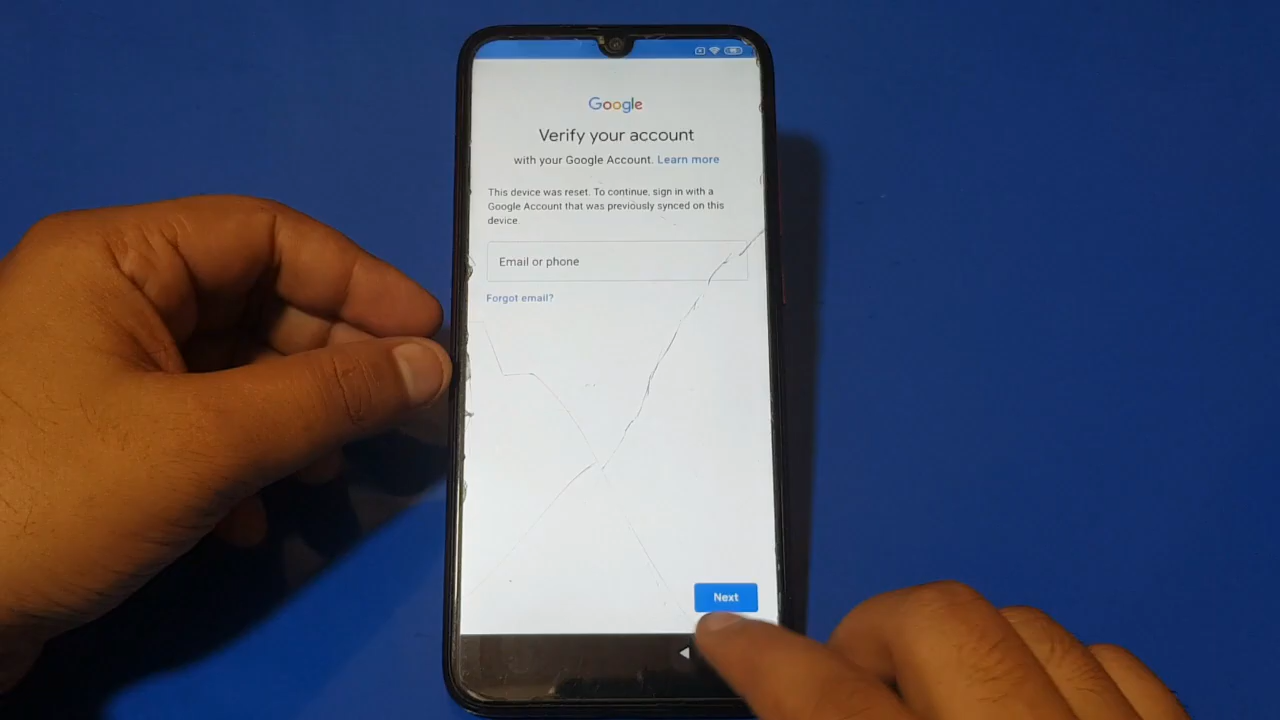 Google
Verify your account
with your Google Account. Learn more
This device was reset. To continue, sign in with a
Google Account that was previously synced on this
device.
Email or phone
Forgot email?
Next